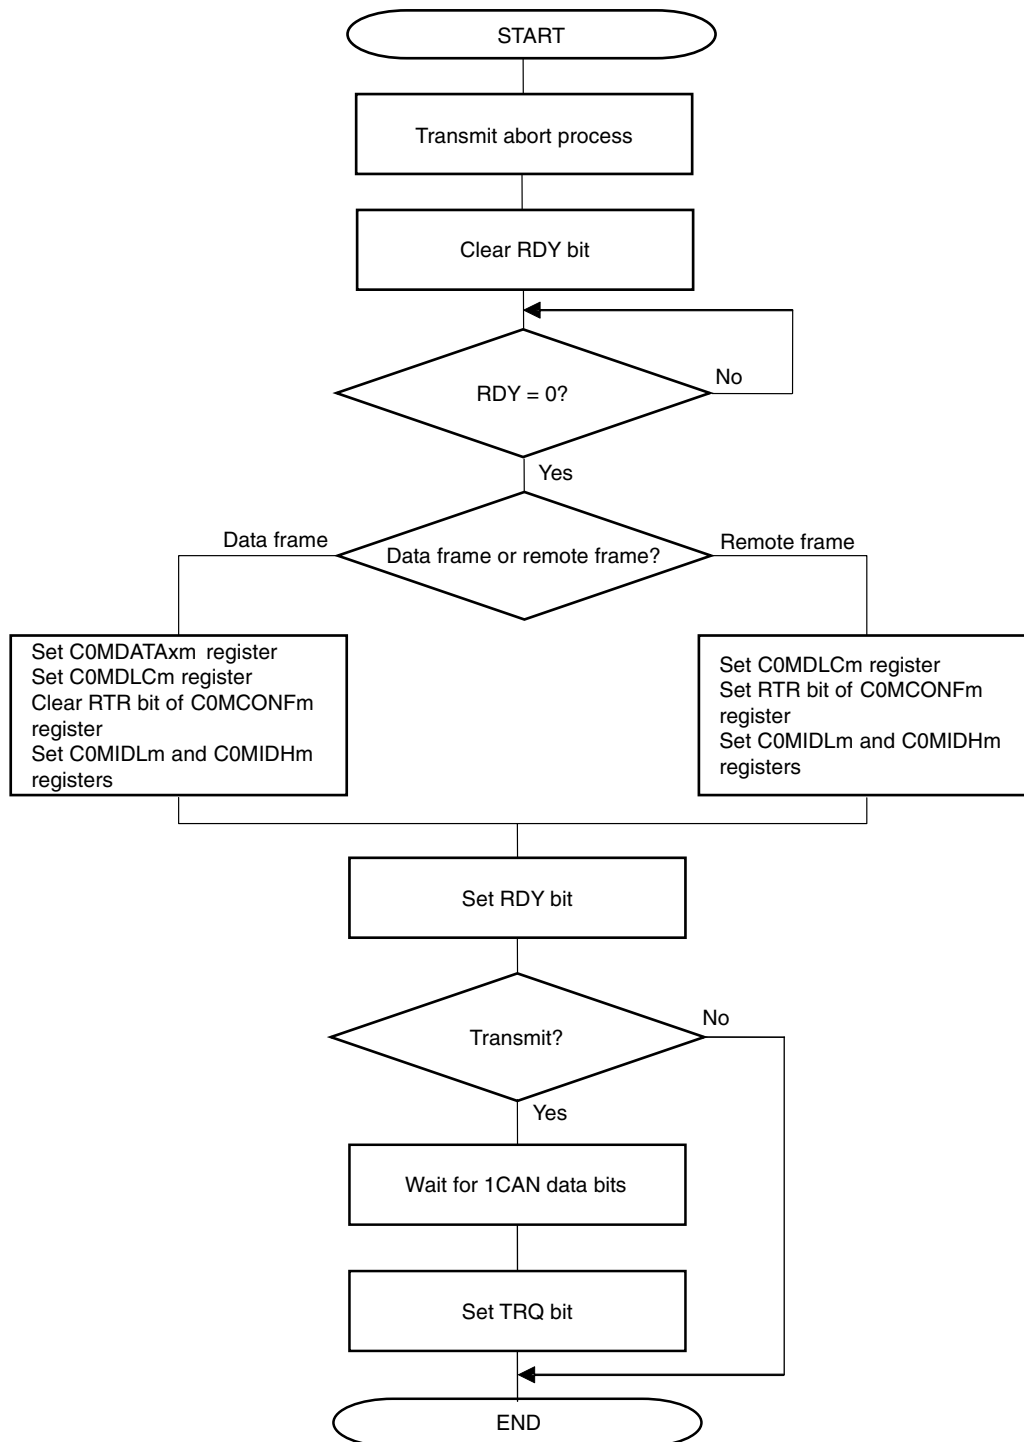 START
Transmit abort process
Clear RDY bit
RDY = 0?
No
Yes
Data frame
Data frame or remote frame?
Remote frame
Set C0MDATAxm register
Set C0MDLCm register
Clear RTR bit of C0MCONFm
register
Set C0MIDLm and C0MIDHm
registers
Set C0MDLCm register
Set RTR bit of C0MCONFm
register
Set C0MIDLm and C0MIDHm
registers
Set RDY bit
Transmit?
No
Yes
Wait for 1CAN data bits
Set TRQ bit
END